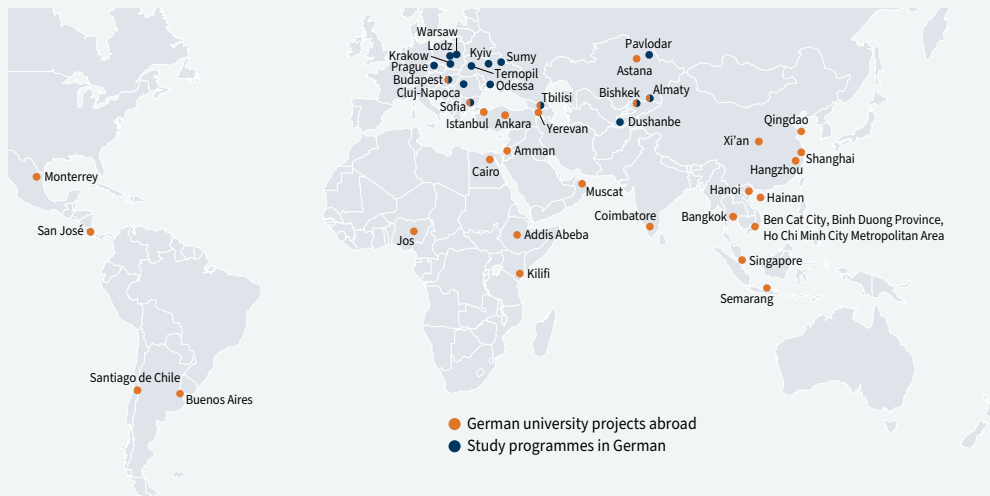 Warsaw
Lodz
Krakow
Kyiv
Sumy
Prague
Ternopil
Budapest
Odessa
Cluj-Napoca
Sofia
Tbilisi
Istanbul
Ankara
Yerevan
Pavlodar
Astana
Bishkek
Almaty
Dushanbe
Qingdao
Xi’an
Shanghai
Hangzhou
Amman
Cairo
Monterrey
Muscat
Hanoi
Hainan
Coimbatore
Bangkok
Ben Cat City, Binh Duong Province,
Ho Chi Minh City Metropolitan Area
San José
Jos
Addis Abeba
Singapore
Kilifi
Semarang
Santiago de Chile
Buenos Aires
German university projects abroad
Study programmes in German